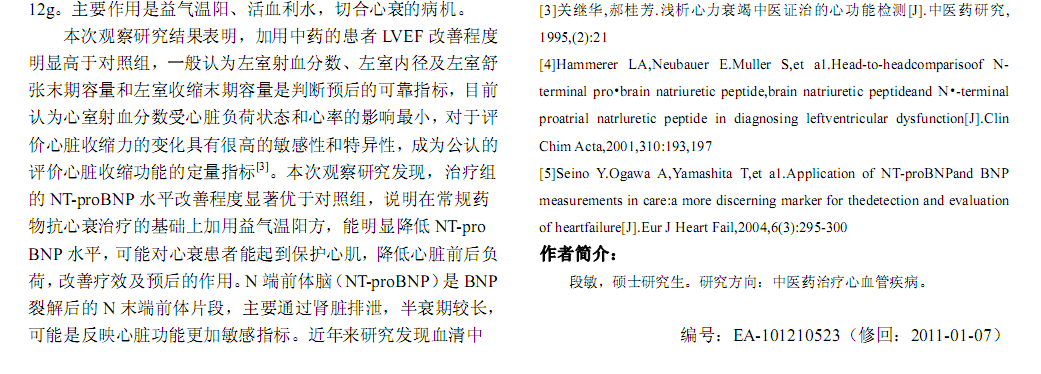 12g。主要作用是益气温阳、活血利水，切合心衰的病机。
本次观察研究结果表明，加用中药的患者 LVEF 改善程度
明显高于对照组，一般认为左室射血分数、左室内径及左室舒
张末期容量和左室收缩末期容量是判断预后的可靠指标，目前
认为心室射血分数受心脏负荷状态和心率的影响最小，对于评
价心脏收缩力的变化具有很高的敏感性和特异性，成为公认的
评价心脏收缩功能的定量指标[3]。本次观察研究发现，治疗组
的 NT-proBNP 水平改善程度显著优于对照组，说明在常规药
物抗心衰治疗的基础上加用益气温阳方，能明显降低 NT-pro
BNP 水平，可能对心衰患者能起到保护心肌，降低心脏前后负
荷，改善疗效及预后的作用。N 端前体脑（NT-proBNP）是 BNP
裂解后的 N 末端前体片段，主要通过肾脏排泄，半衰期较长，
可能是反映心脏功能更加敏感指标。近年来研究发现血清中
[3]关继华,郝桂芳.浅析心力衰竭中医证治的心功能检测[J].中医药研究,
1995,(2):21
[4]Hammerer LA,Neubauer E.Muller S,et a1.Head-to-headcomparisoof N-
terminal pro•brain natriuretic peptide,brain natriuretic peptideand N•-terminal
proatrial natrluretic peptide in diagnosing leftventricular dysfunction[J].Clin
Chim Acta,2001,310:193,197
[5]Seino Y.Ogawa A,Yamashita T,et a1.Application of NT-proBNPand BNP
measurements in care:a more discerning marker for thedetection and evaluation
of heartfailure[J].Eur J Heart Fail,2004,6(3):295-300
作者简介：
段敏，硕士研究生。研究方向：中医药治疗心血管疾病。
编号：EA-101210523（修回：2011-01-07）